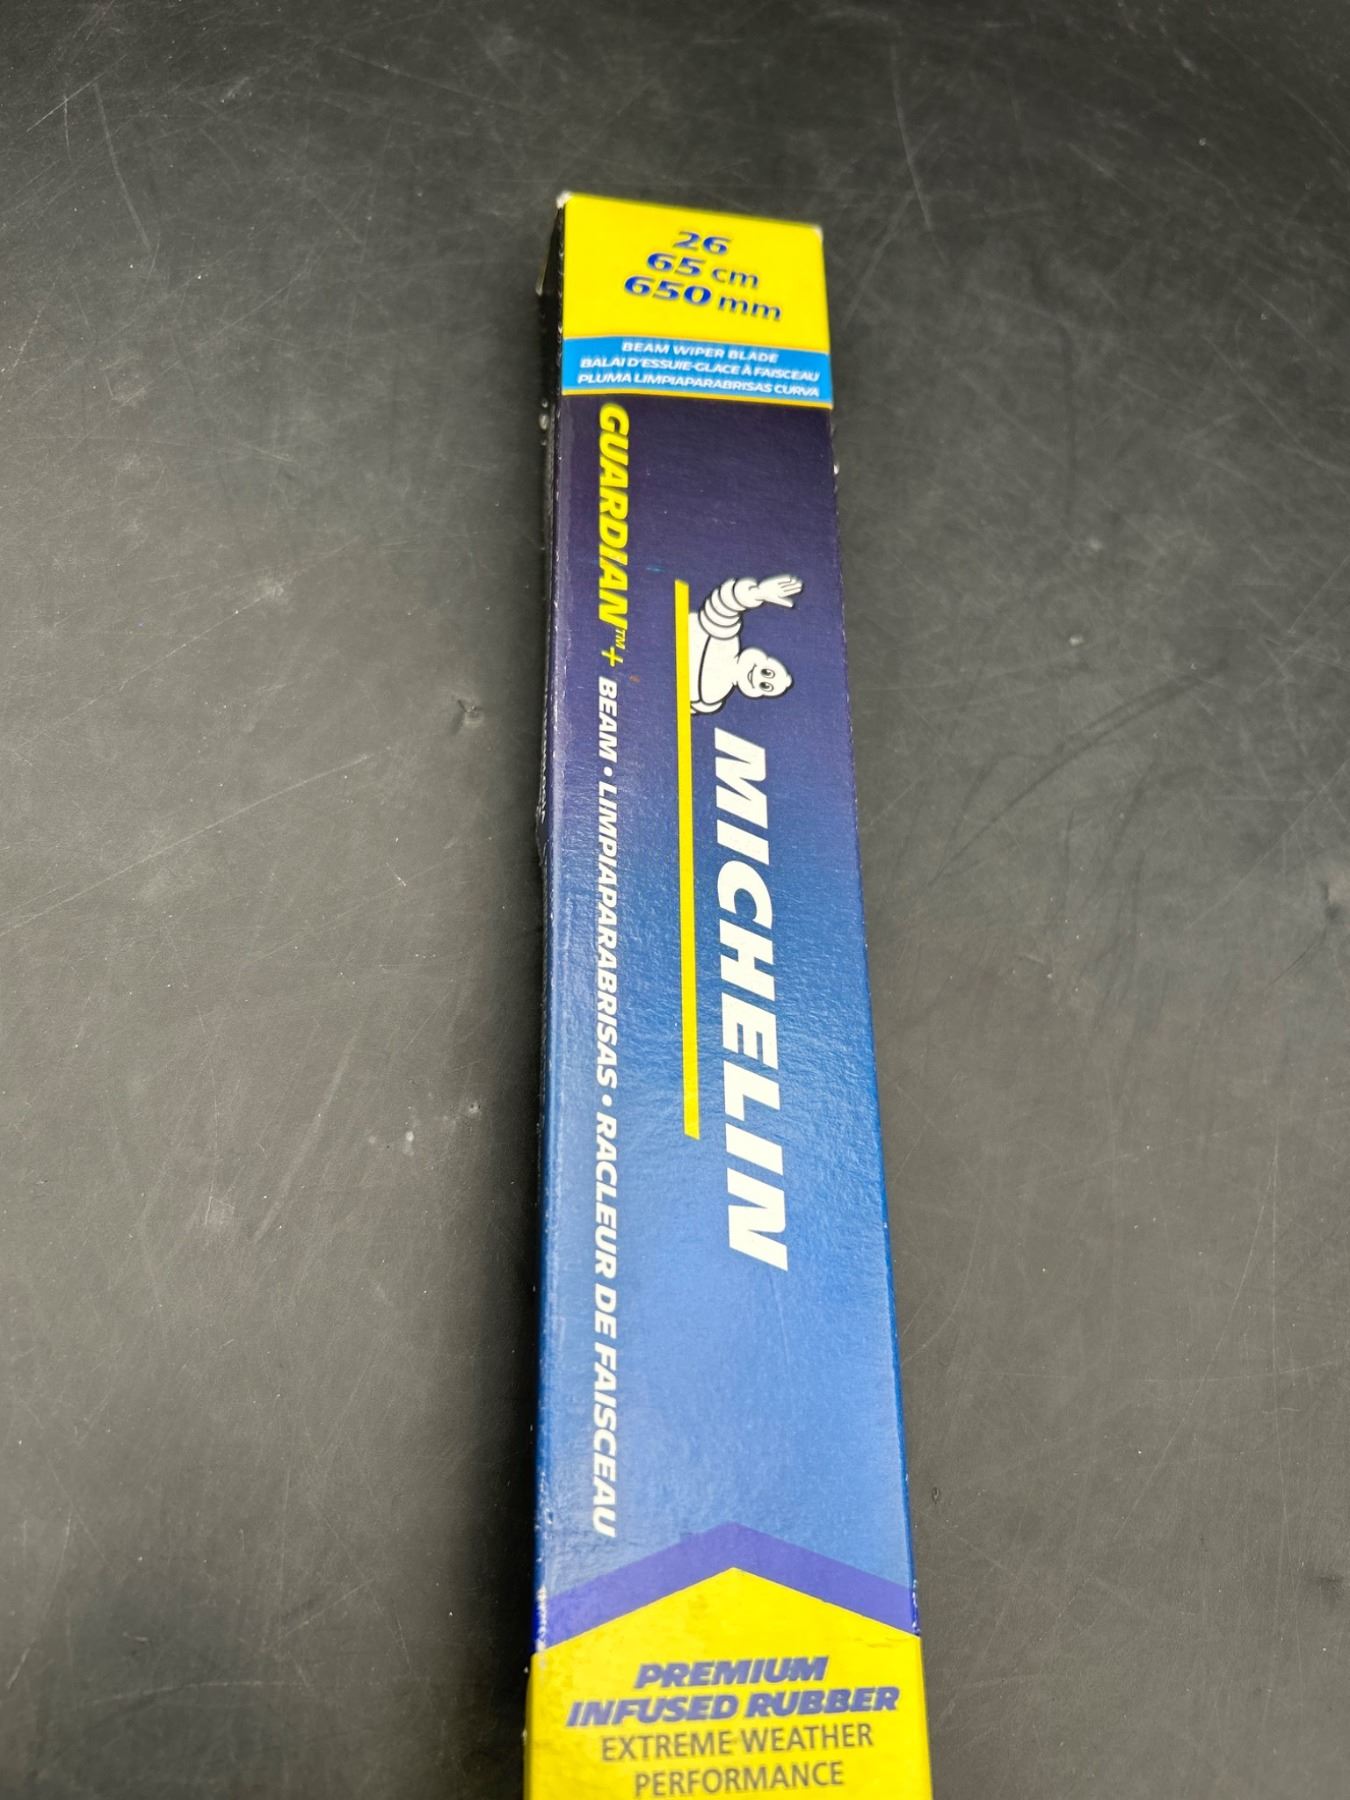 26
65 cm
650 mm
BEAM WIPER BLADE
BALAI D'ESSUIE-GLACE À FAISCEAU
PLUMA LIMPIAPARABRISAS CURVA
GUARDIAN™+ BEAM • LIMPIAPARABRISAS • RACLEUR DE FAISCEAU
MICHELIN
PREMIUM
INFUSED RUBBER
EXTREME WEATHER
PERFORMANCE